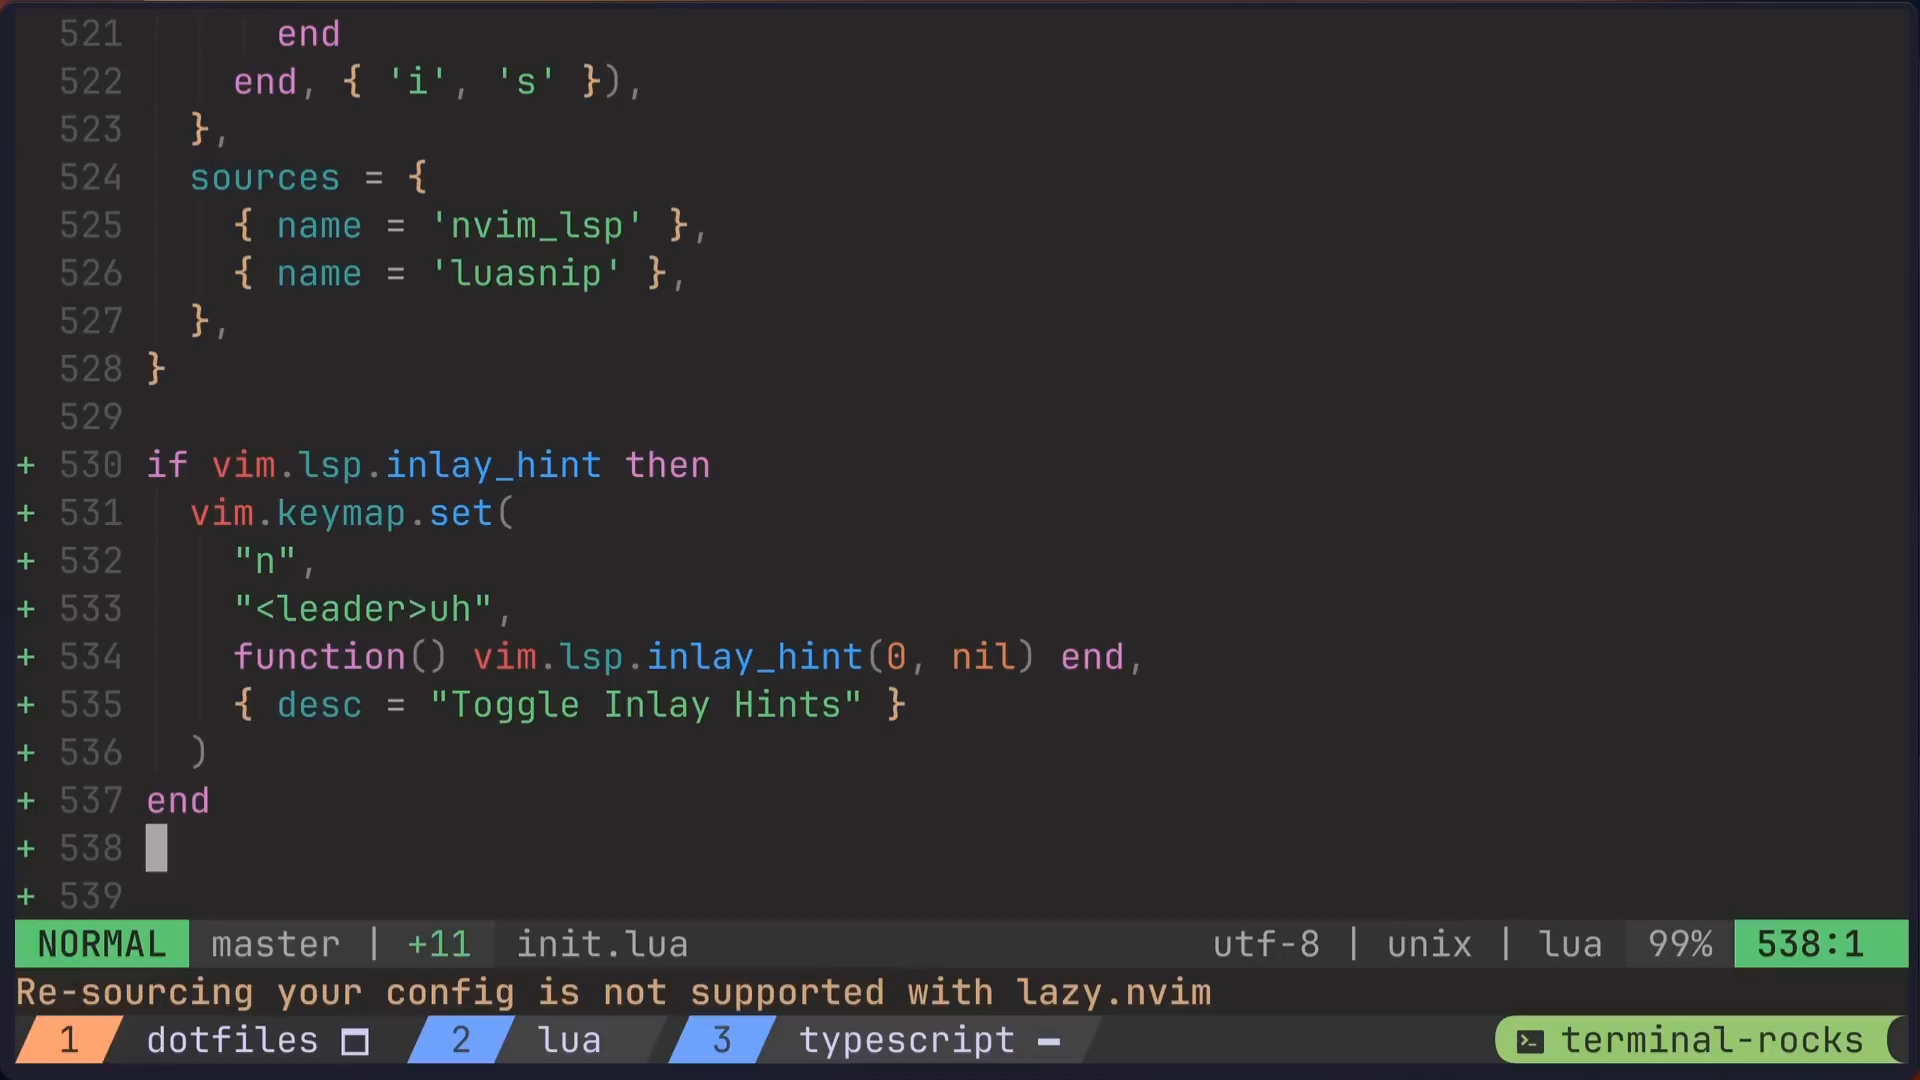 521 end
522 end, { 'i', 's' }),
523 },
524 sources = {
525 { name = 'nvim_lsp' },
526 { name = 'luasnip' },
527 },
528 }
529
+ 530 if vim.lsp.inlay_hint then
+ 531 vim.keymap.set(
+ 532 "n",
+ 533 "<leader>uh",
+ 534 function() vim.lsp.inlay_hint(0, nil) end,
+ 535 { desc = "Toggle Inlay Hints" }
+ 536 )
+ 537 end
+ 538
+ 539
NORMAL master | +11 init.lua utf-8 | unix | lua 99% 538:1
Re-sourcing your config is not supported with lazy.nvim
1 dotfiles 2 lua 3 typescript - terminal-rocks